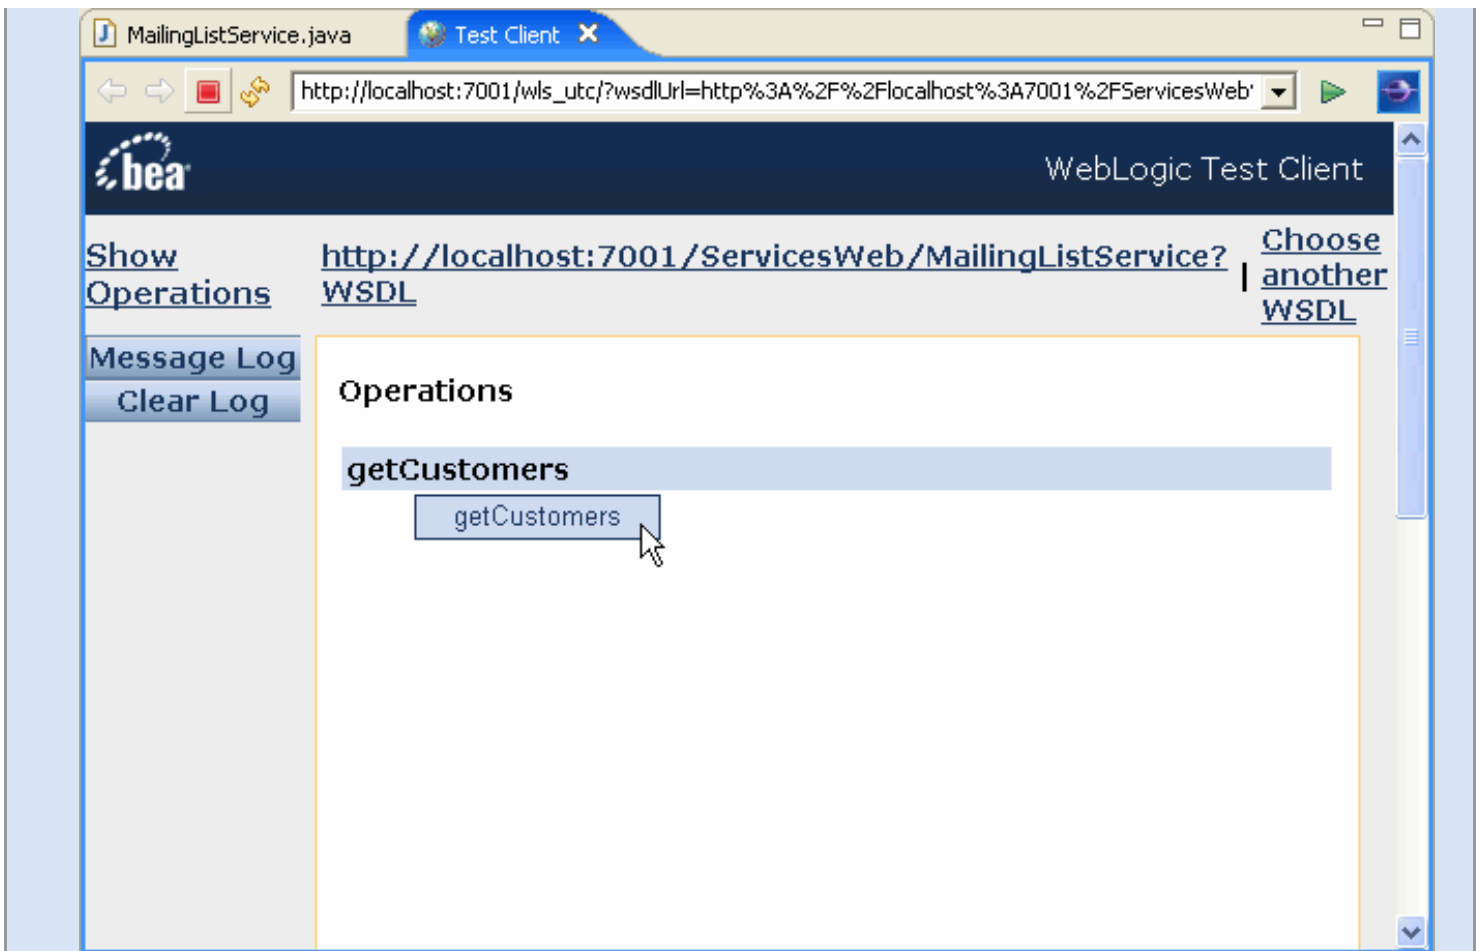 MailingListService.java
Test Client
http://localhost:7001/wls_utc/?wsdlUrl=http%3A%2F%2Flocalhost%3A7001%2FServicesWeb
bea
WebLogic Test Client
Show
Operations
http://localhost:7001/ServicesWeb/MailingListService?
WSDL
|
Choose
another
WSDL
Message Log
Clear Log
Operations
getCustomers
getCustomers